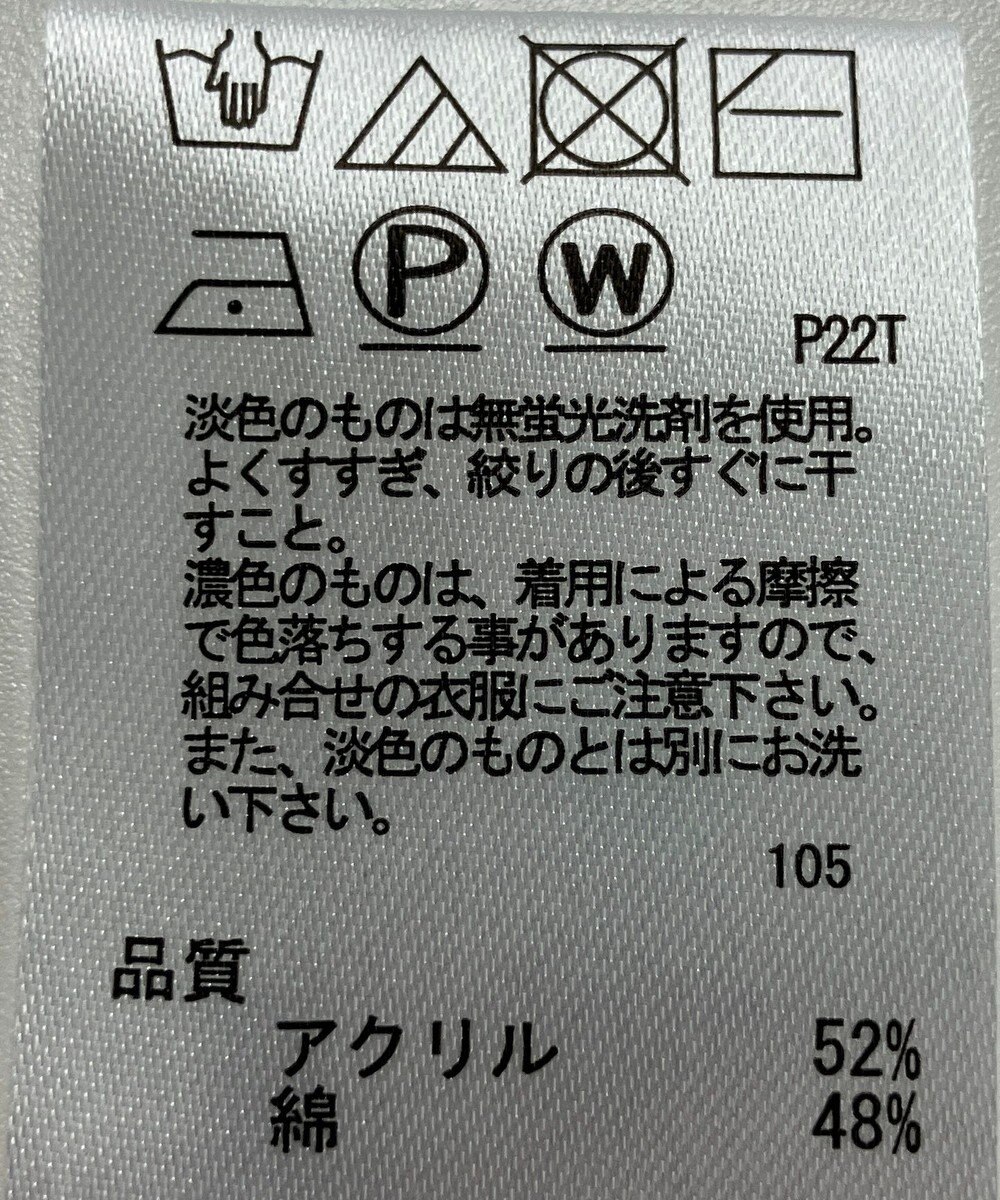 P
W
P22T
淡色のものは無蛍光洗剤を使用。
よくすすぎ、絞りの後すぐに干
すこと。
濃色のものは、着用による摩擦
で色落ちする事がありますので、
組み合せの衣服にご注意下さい。
また、淡色のものとは別にお洗
い下さい。
105
品質
アクリル 52%
綿 48%